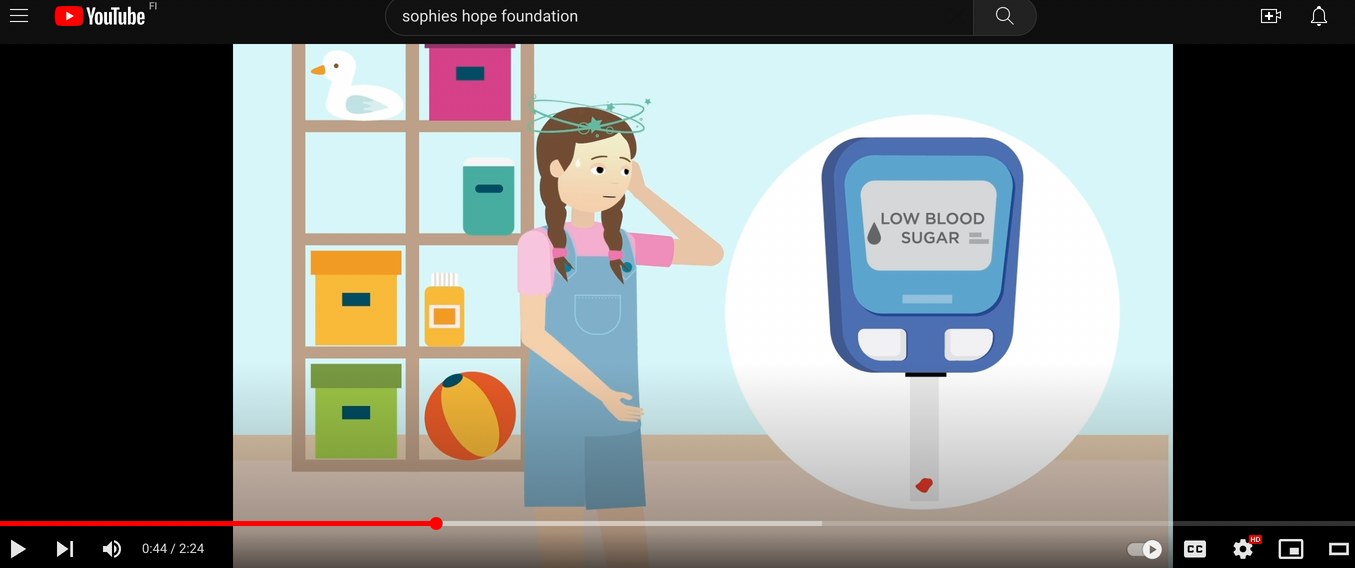 YouTube FI
sophies hope foundation
LOW BLOOD
SUGAR
0:44 / 2:24
CC
HD